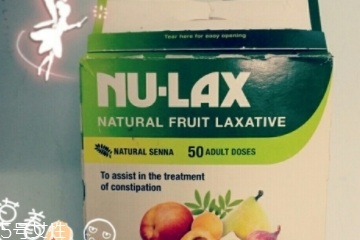 Tear here for easy opening
NU-LAX
NATURAL FRUIT LAXATIVE
NATURAL SENNA 50 ADULT DOSES
To assist in the treatment
of constipation